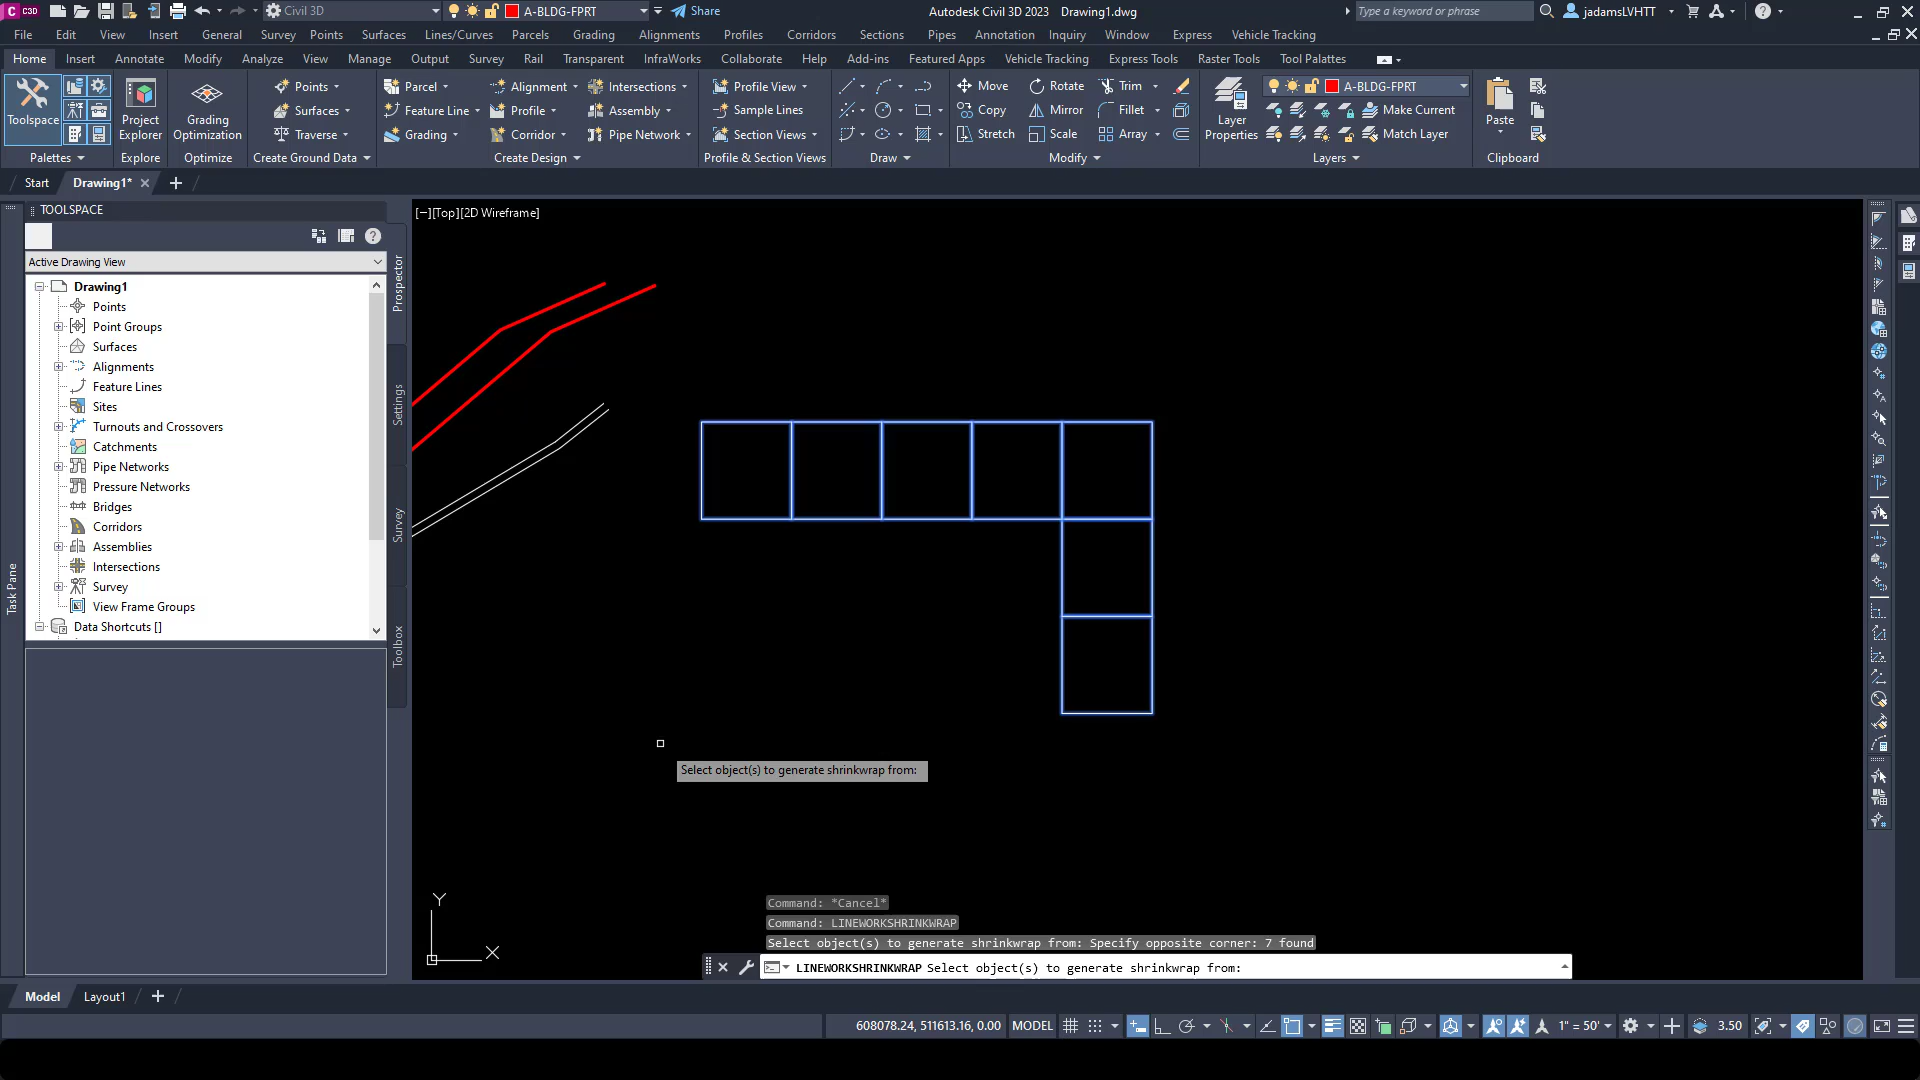 C C3D Civil 3D A-BLDG-FPRT Share Autodesk Civil 3D 2023 Drawing1.dwg Type a keyword or phrase jadamsLVHTT
File Edit View Insert General Survey Points Surfaces Lines/Curves Parcels Grading Alignments Profiles Corridors Sections Pipes Annotation Inquiry Window Express Vehicle Tracking
Home Insert Annotate Modify Analyze View Manage Output Survey Rail Transparent InfraWorks Collaborate Help Add-ins Featured Apps Vehicle Tracking Express Tools Raster Tools Tool Palettes
Points Parcel Alignment Intersections Profile View Move Rotate Trim A-BLDG-FPRT
Toolspace Project Explorer Grading Optimization Surfaces Feature Line Profile Assembly Sample Lines Copy Mirror Fillet Layer Properties Make Current Paste
Traverse Grading Corridor Pipe Network Section Views Stretch Scale Array Match Layer
Palettes Explore Optimize Create Ground Data Create Design Profile & Section Views Draw Modify Layers Clipboard
Start Drawing1*
TOOLSPACE
[−][Top][2D Wireframe]
Active Drawing View
Drawing1
Points
Point Groups
Surfaces
Alignments
Feature Lines
Sites
Turnouts and Crossovers
Catchments
Pipe Networks
Pressure Networks
Bridges
Corridors
Assemblies
Intersections
Survey
View Frame Groups
Data Shortcuts []
Prospector
Settings
Survey
Toolbox
Task Pane
Select object(s) to generate shrinkwrap from:
Y
X
Command: *Cancel*
Command: LINEWORKSHRINKWRAP
Select object(s) to generate shrinkwrap from: Specify opposite corner: 7 found
LINEWORKSHRINKWRAP Select object(s) to generate shrinkwrap from:
Model Layout1
608078.24, 511613.16, 0.00 MODEL 1" = 50' 3.50